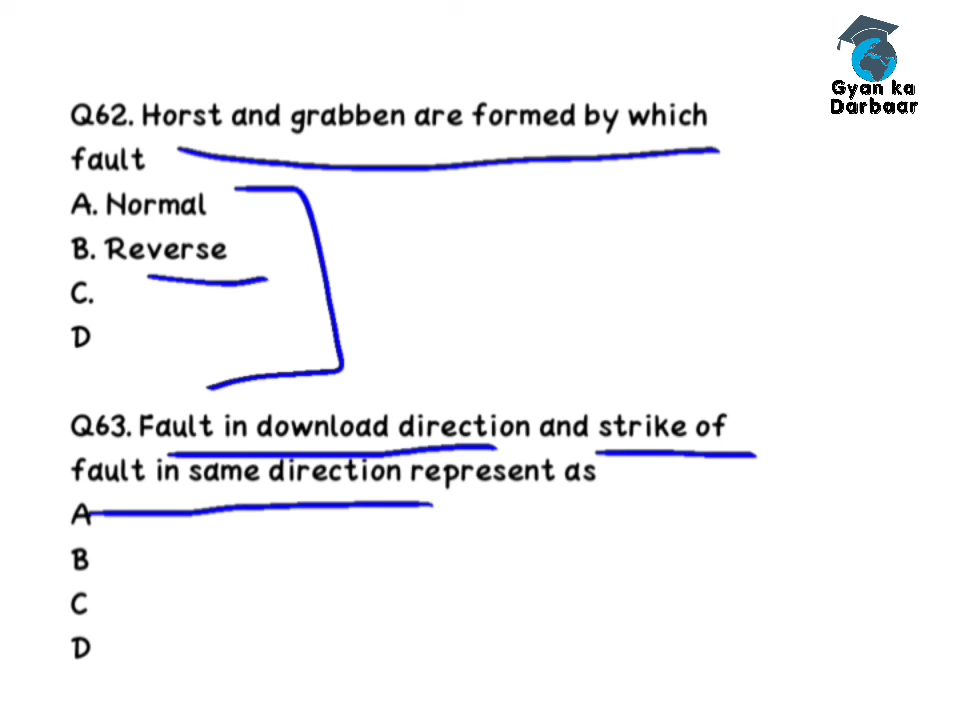 Gyan ka
Darbaar
Q62. Horst and grabben are formed by which
fault
A. Normal
B. Reverse
C.
D
Q63. Fault in download direction and strike of
fault in same direction represent as
A
B
C
D